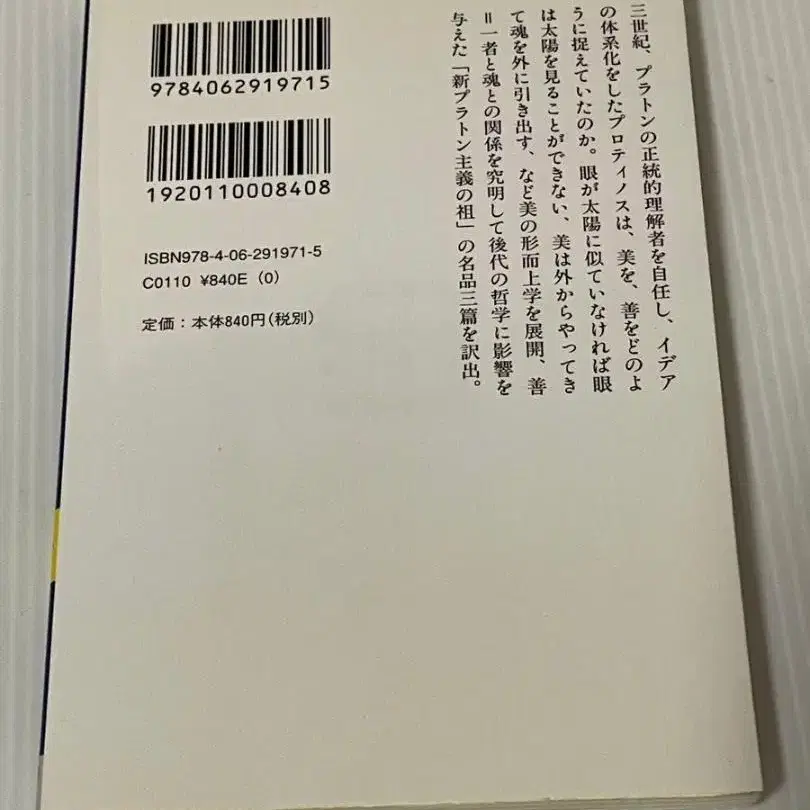 9784062919715
1920110008408
ISBN978-4-06-291971-5
C0110 ¥840E (0)
定価：本体840円(税別)
三世紀、プラトンの正統的理解者を自任し、イデア
の体系化をしたプロティノスは、美を、善をどのよ
うに捉えていたのか。眼が太陽に似ていなければ眼
は太陽を見ることができない、美は外からやってき
て魂を外に引き出す、など美の形而上学を展開、善
＝一者と魂との関係を究明して後代の哲学に影響を
与えた「新プラトン主義の祖」の名品三篇を訳出。